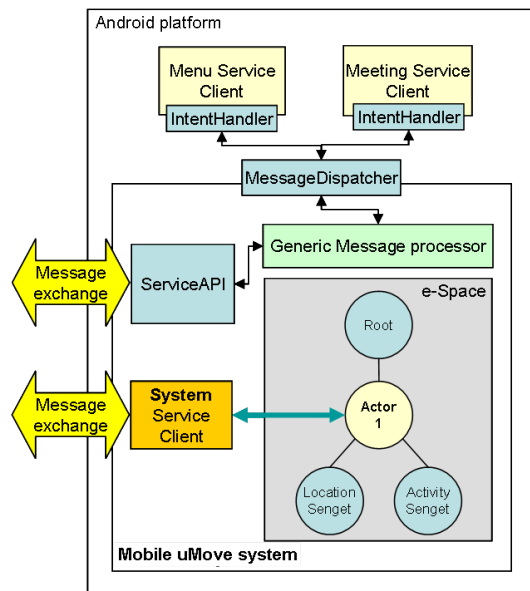 Android platform
Menu Service
Client
IntentHandler
Meeting Service
Client
IntentHandler
MessageDispatcher
Generic Message processor
Message
exchange
ServiceAPI
e-Space
Root
Message
exchange
System
Service
Client
Actor
1
Location
Senget
Activity
Senget
Mobile uMove system